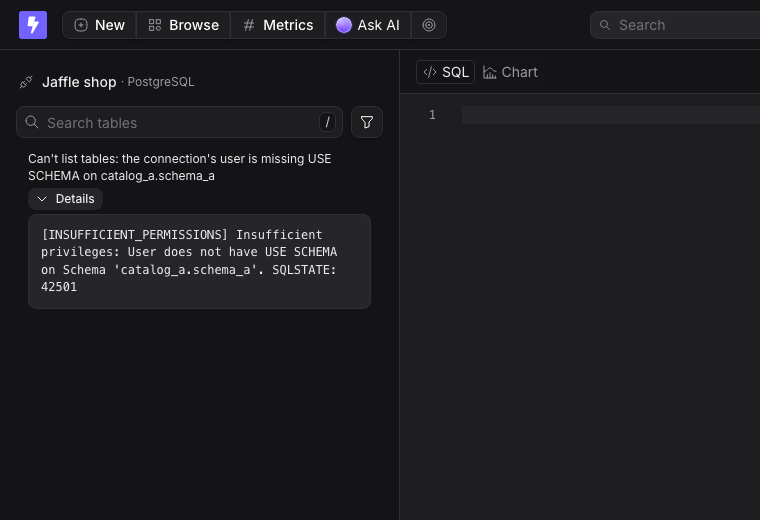 New
Browse
Metrics
Ask AI
Search
Jaffle shop · PostgreSQL
SQL
Chart
Search tables
/
1
Can't list tables: the connection's user is missing USE
SCHEMA on catalog_a.schema_a
Details
[INSUFFICIENT_PERMISSIONS] Insufficient
privileges: User does not have USE SCHEMA
on Schema 'catalog_a.schema_a'. SQLSTATE:
42501